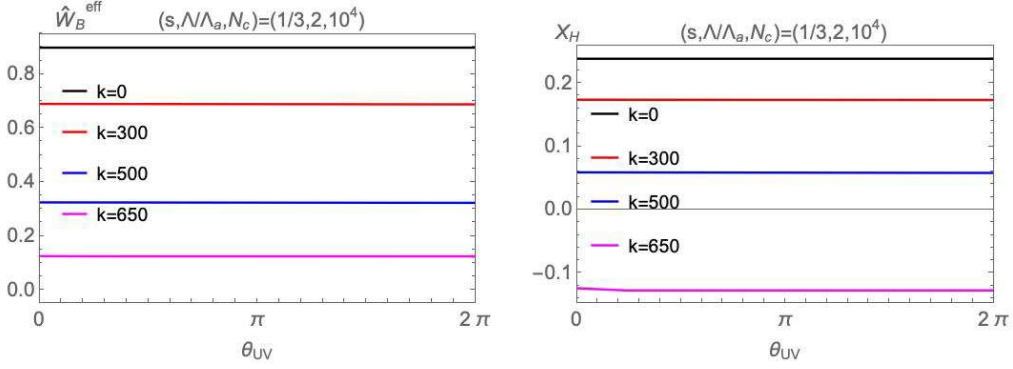 Ŵ_B^eff (s,Λ/Λ_a,N_c)=(1/3,2,10^4)
0.8
0.6
0.4
0.2
0.0
k=0
k=300
k=500
k=650
0 π 2 π
θ_UV
X_H (s,Λ/Λ_a,N_c)=(1/3,2,10^4)
0.2
0.1
0.0
-0.1
k=0
k=300
k=500
k=650
0 π 2 π
θ_UV